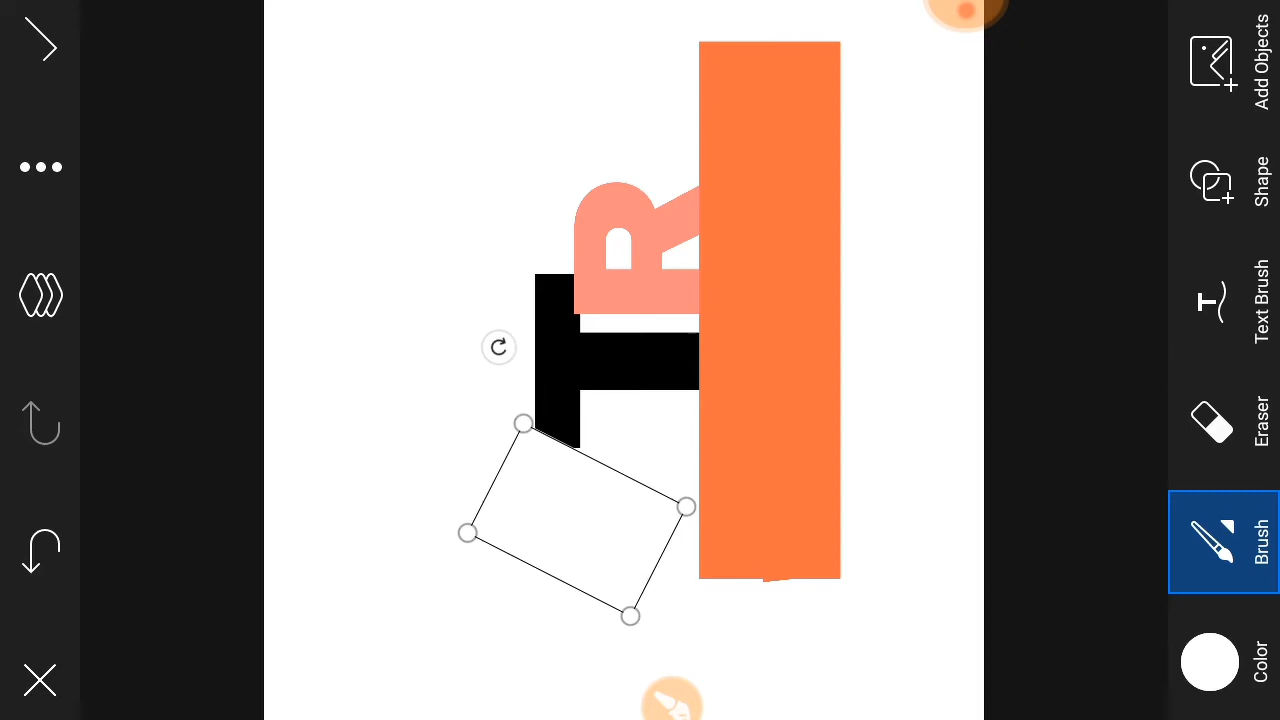 TR
Add Objects
Shape
Text Brush
Eraser
Brush
Color